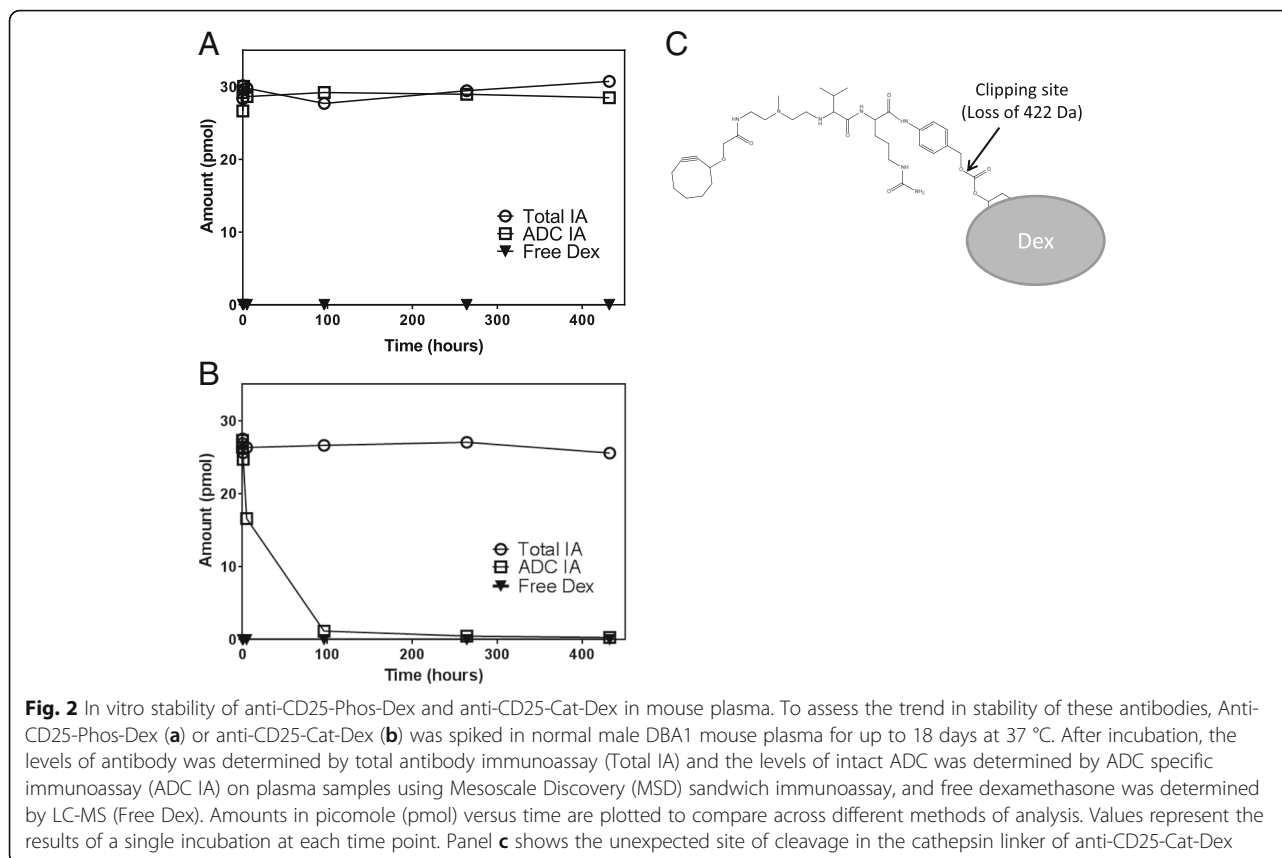 A
30
20
10
0
Amount (pmol)
Total IA
ADC IA
Free Dex
0 100 200 300 400
Time (hours)
B
30
20
10
0
Amount (pmol)
Total IA
ADC IA
Free Dex
0 100 200 300 400
Time (hours)
C
Clipping site
(Loss of 422 Da)
HN
O
O
N
NH
O
HN
O
NH
NH
O
NH₂
O
O
O
Dex
Fig. 2 In vitro stability of anti-CD25-Phos-Dex and anti-CD25-Cat-Dex in mouse plasma. To assess the trend in stability of these antibodies, Anti-
CD25-Phos-Dex (a) or anti-CD25-Cat-Dex (b) was spiked in normal male DBA1 mouse plasma for up to 18 days at 37 °C. After incubation, the
levels of antibody was determined by total antibody immunoassay (Total IA) and the levels of intact ADC was determined by ADC specific
immunoassay (ADC IA) on plasma samples using Mesoscale Discovery (MSD) sandwich immunoassay, and free dexamethasone was determined
by LC-MS (Free Dex). Amounts in picomole (pmol) versus time are plotted to compare across different methods of analysis. Values represent the
results of a single incubation at each time point. Panel c shows the unexpected site of cleavage in the cathepsin linker of anti-CD25-Cat-Dex